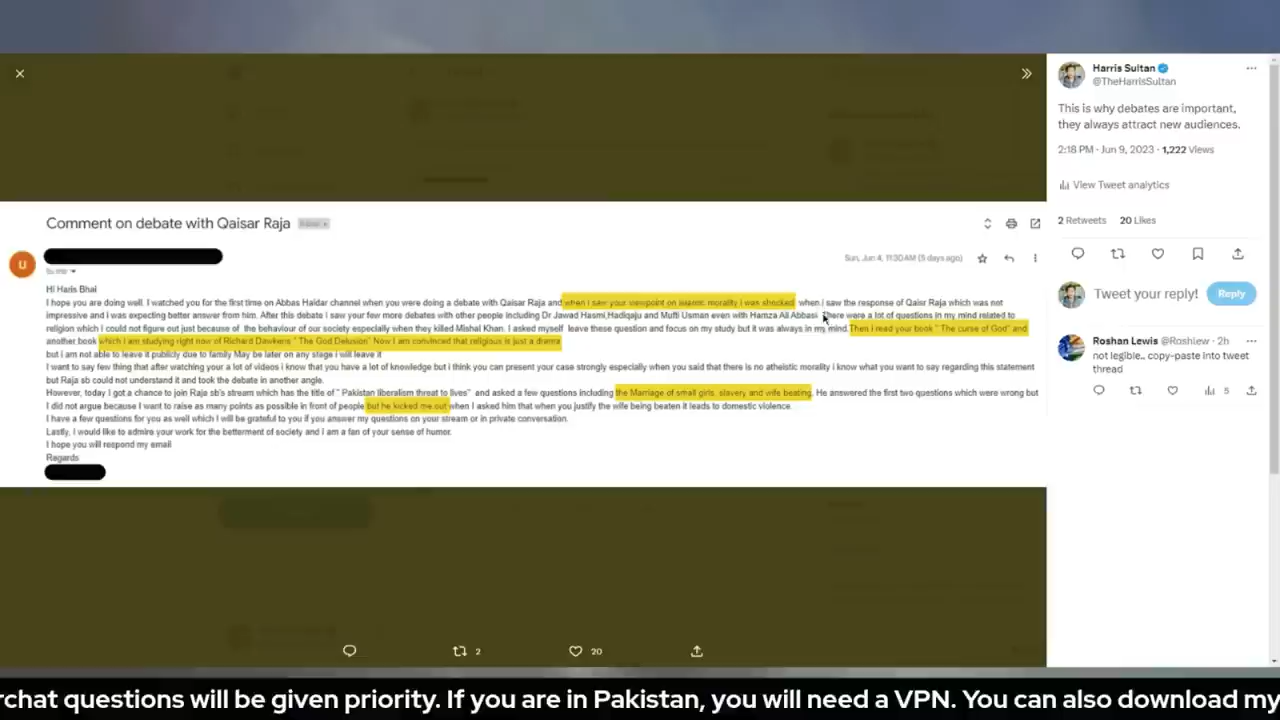 Harris Sultan
@TheHarrisSultan
This is why debates are important,
they always attract new audiences.
2:18 PM · Jun 9, 2023 · 1,222 Views
View Tweet analytics
2 Retweets 20 Likes
Tweet your reply!
Reply
Roshan Lewis @Roshlew · 2h
not legible.. copy-paste into tweet
thread
5
Comment on debate with Qaisar Raja
U
Sun, Jun 4, 11:30 AM (5 days ago)
to me
Hi Haris Bhai
I hope you are doing well. I watched you for the first time on Abbas Haidar channel when you were doing a debate with Qaisar Raja and when i saw your viewpoint on islamic morality i was shocked when i saw the response of Qaisr Raja which was not
impressive and i was expecting better answer from him. After this debate i saw your few more debates with other people including Dr Jawad Hasmi,Hadiqaju and Mufti Usman even with Hamza Ali Abbasi. There were a lot of questions in my mind related to
religion which i could not figure out just because of the behaviour of our society especially when they killed Mishal Khan. I asked myself leave these question and focus on my study but it was always in my mind.Then i read your book " The curse of God" and
another book which i am studying right now of Richard Dawkens " The God Delusion" Now I am convinced that religious is just a drama
but i am not able to leave it publicly due to family May be later on any stage i will leave it
I want to say few thing that after watching your a lot of videos i know that you have a lot of knowledge but i think you can present your case strongly especially when you said that there is no atheistic morality i know what you want to say regarding this statement
but Raja sb could not understand it and took the debate in another angle.
However, today I got a chance to join Raja sb's stream which has the title of " Pakistan liberalism threat to lives" and asked a few questions including the Marriage of small girls, slavery and wife beating. He answered the first two questions which were wrong but
I did not argue because I want to raise as many points as possible in front of people but he kicked me out when I asked him that when you justify the wife being beaten it leads to domestic violence.
I have a few questions for you as well which I will be grateful to you if you answer my questions on your stream or in private conversation.
Lastly, I would like to admire your work for the betterment of society and I am a fan of your sense of humor.
I hope you will respond my email
Regards
2 20
rchat questions will be given priority. If you are in Pakistan, you will need a VPN. You can also download my